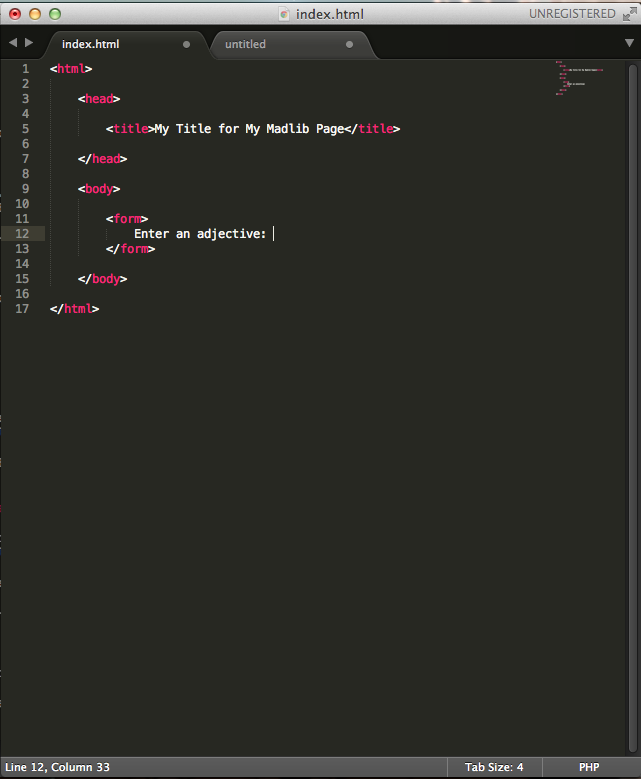 index.html
UNREGISTERED
index.html
untitled
1 <html>
2
3 <head>
4
5 <title>My Title for My Madlib Page</title>
6
7 </head>
8
9 <body>
10
11 <form>
12 Enter an adjective:
13 </form>
14
15 </body>
16
17 </html>
Line 12, Column 33
Tab Size: 4
PHP